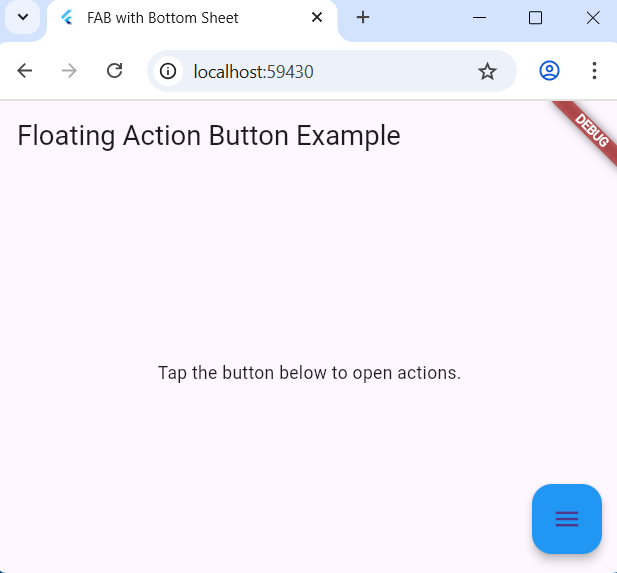 FAB with Bottom Sheet
localhost:59430
Floating Action Button Example
DEBUG
Tap the button below to open actions.